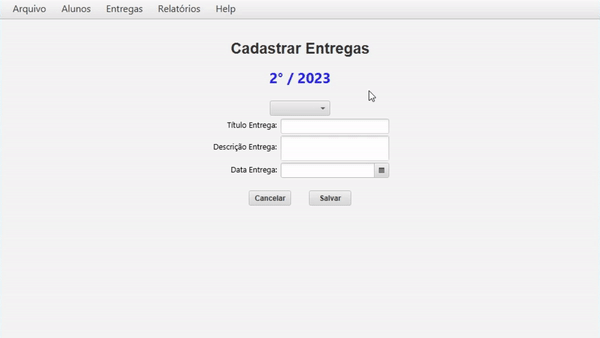 Arquivo Alunos Entregas Relatórios Help
Cadastrar Entregas
2° / 2023
Título Entrega:
Descrição Entrega:
Data Entrega:
Cancelar Salvar